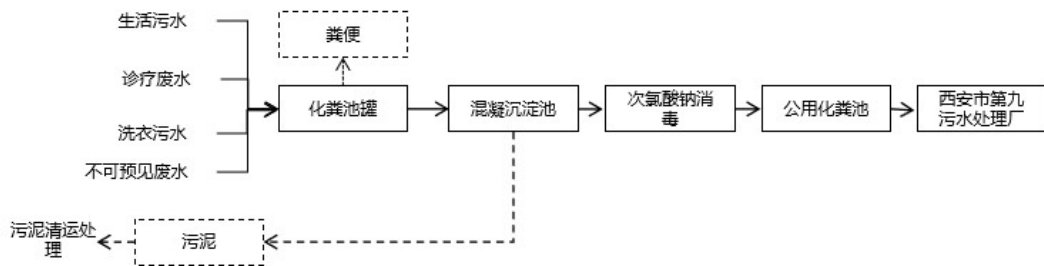 生活污水
粪便
诊疗废水
化粪池罐
混凝沉淀池
次氯酸钠消
毒
公用化粪池
西安市第九
污水处理厂
洗衣污水
不可预见废水
污泥清运处
理
污泥